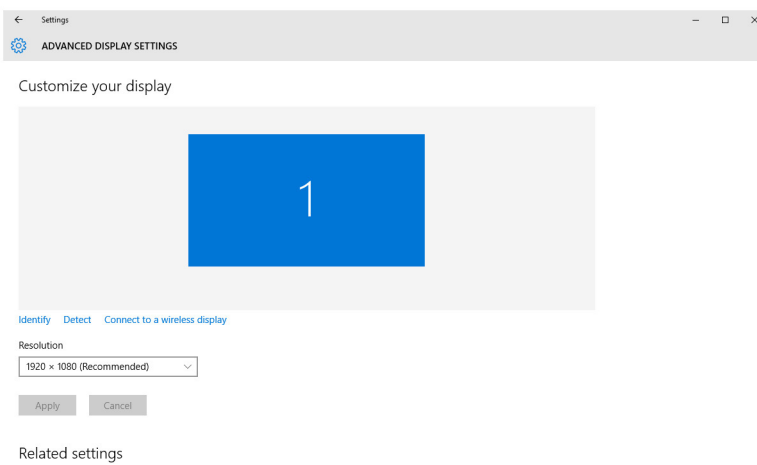 Settings
ADVANCED DISPLAY SETTINGS
Customize your display
1
Identify Detect Connect to a wireless display
Resolution
1920 × 1080 (Recommended)
Apply Cancel
Related settings